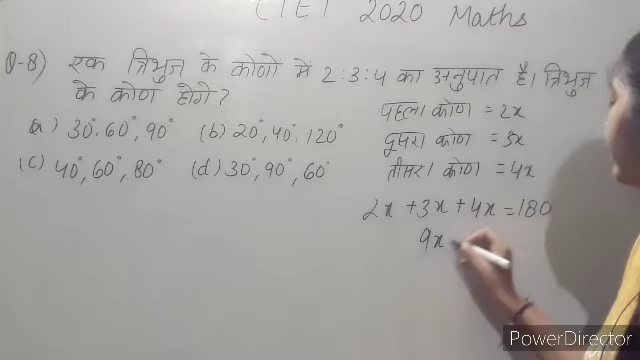 CTET 2020 Maths
Q-8) एक त्रिभुज के कोणों में 2:3:4 का अनुपात है। त्रिभुज
के कोण होगे?
a) 30°, 60°, 90° (b) 20°, 40°, 120°
(c) 40°, 60°, 80° (d) 30°, 90°, 60°
पहला कोण = 2x
दूसरा कोण = 3x
तीसरा कोण = 4x
2x + 3x + 4x = 180
9x
PowerDirector